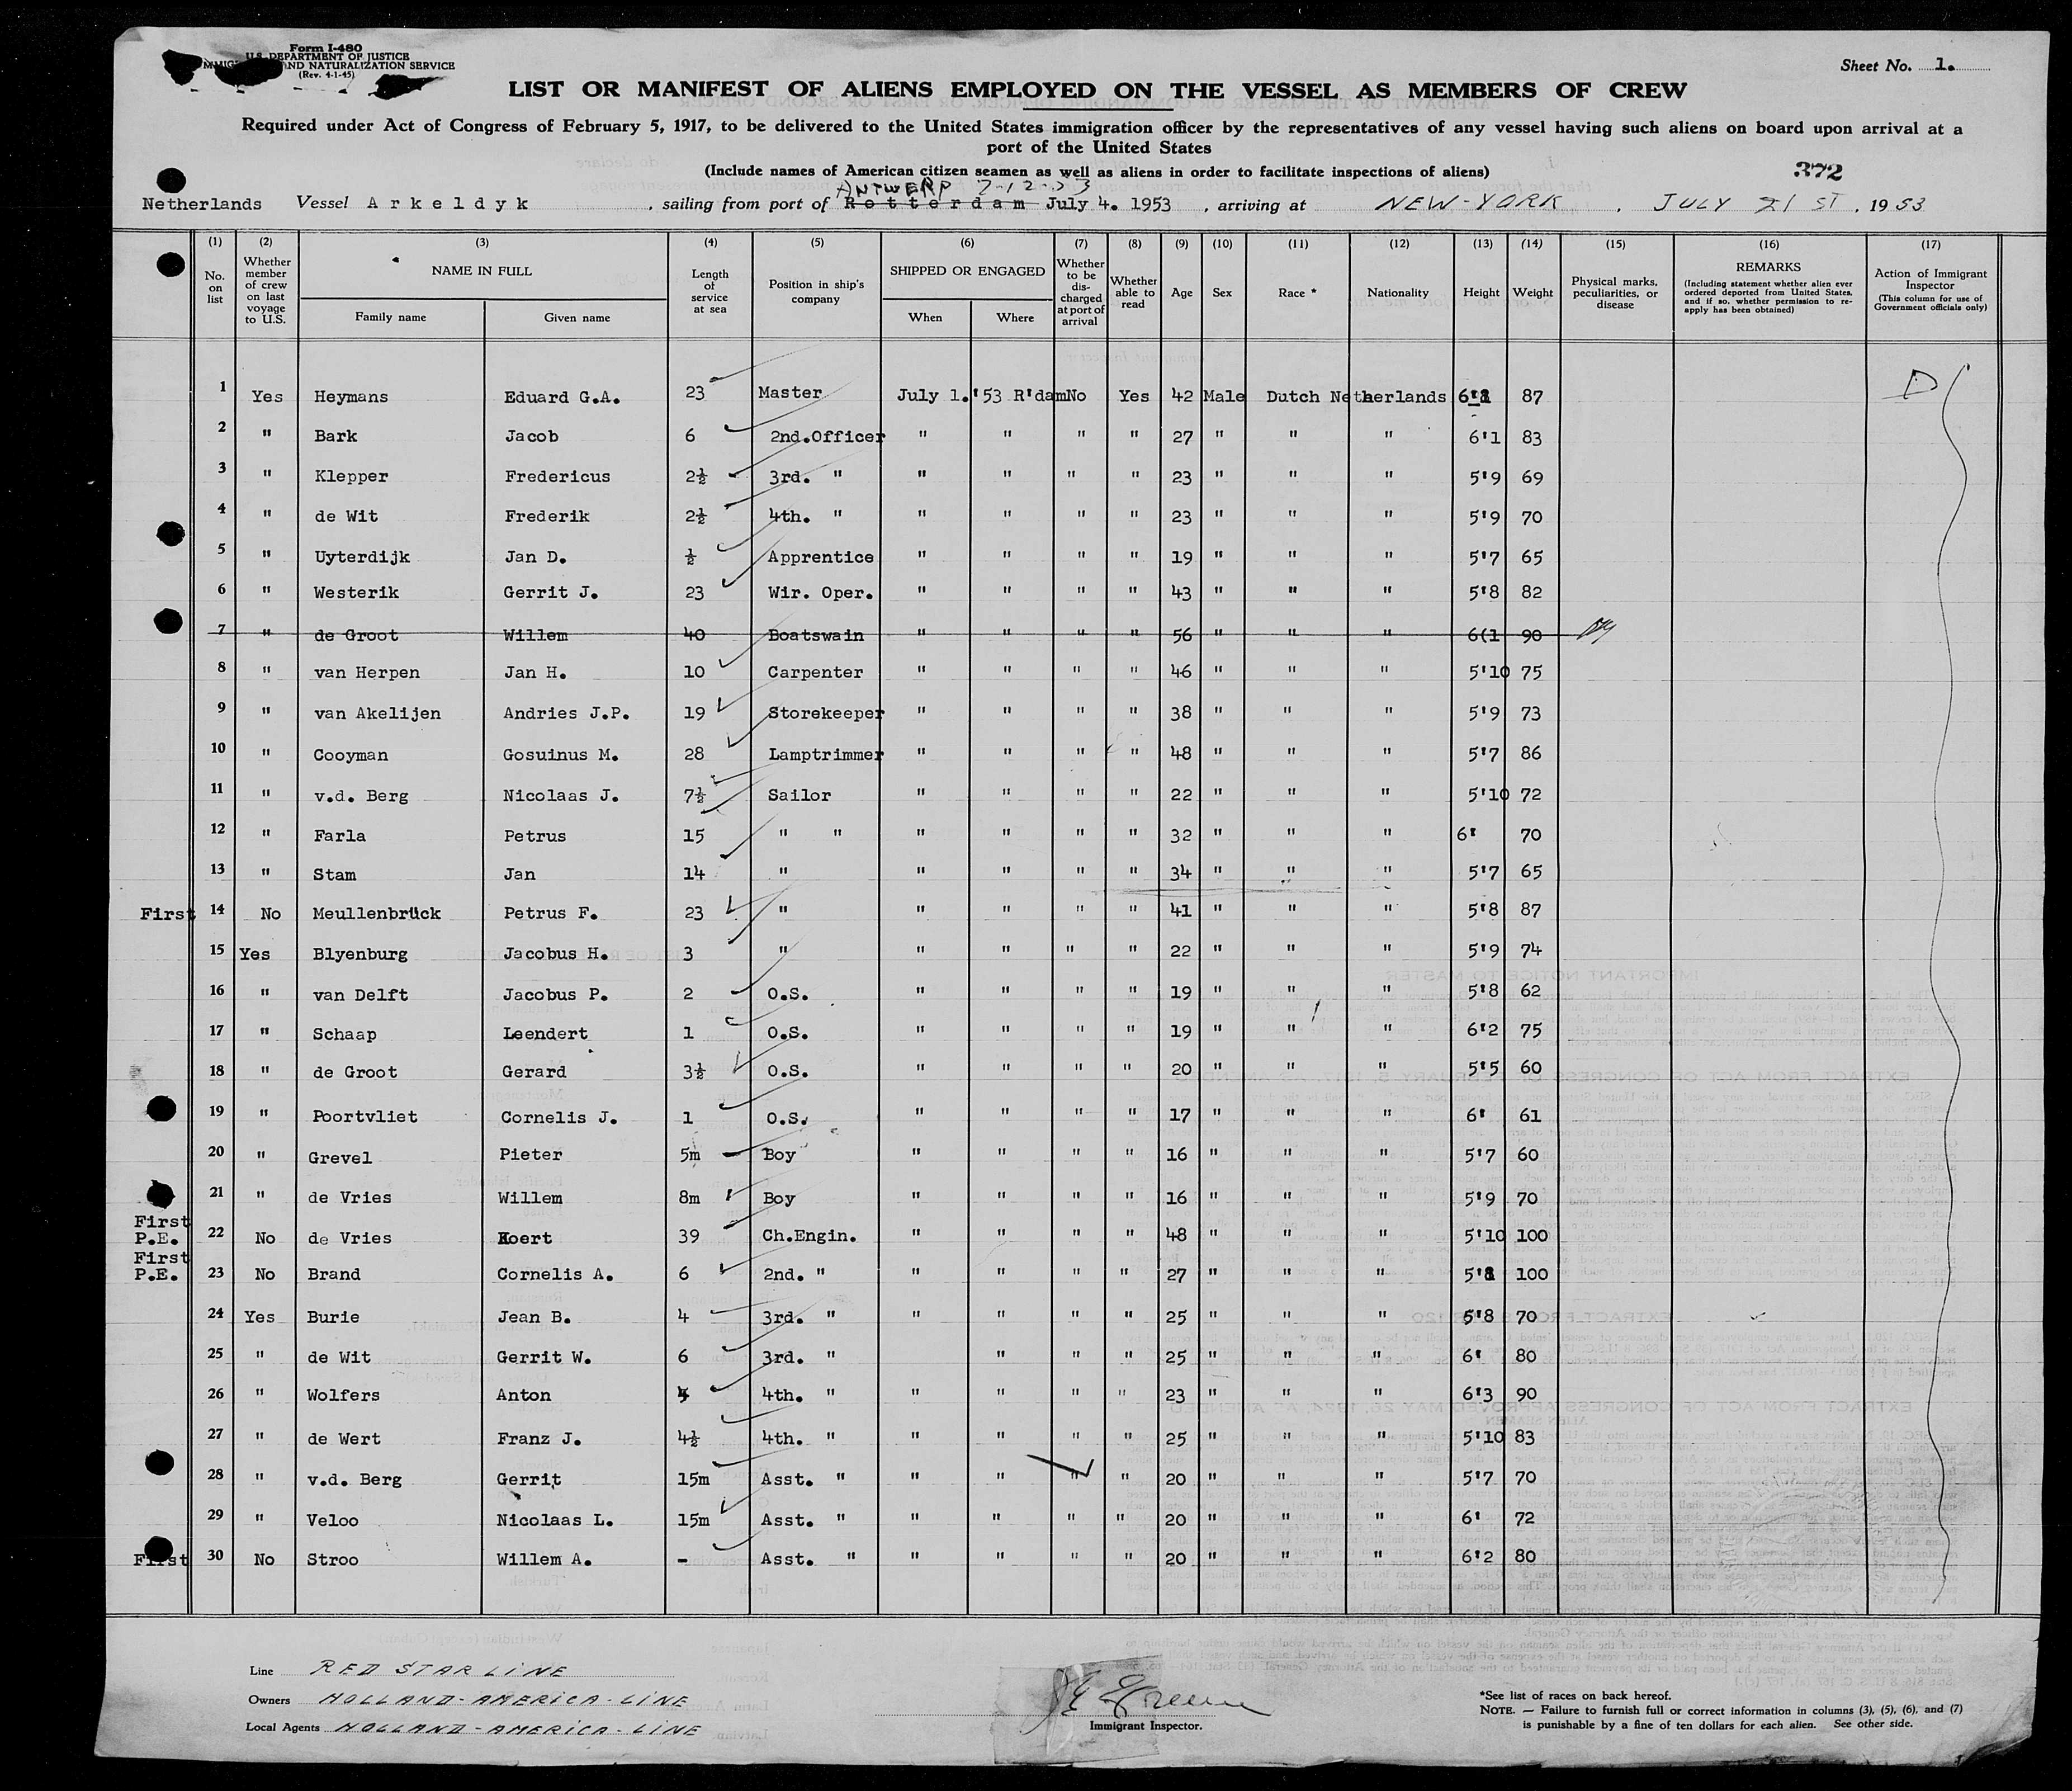 Form I-480
U.S. DEPARTMENT OF JUSTICE
AND NATURALIZATION SERVICE
(Rev. 4-1-45)
Sheet No. 1.
LIST OR MANIFEST OF ALIENS EMPLOYED ON THE VESSEL AS MEMBERS OF CREW
Required under Act of Congress of February 5, 1917, to be delivered to the United States immigration officer by the representatives of any vessel having such aliens on board upon arrival at a
port of the United States
(Include names of American citizen seamen as well as aliens in order to facilitate inspections of aliens)
372
ANTWERP 7-12-53
Netherlands Vessel Arkeldyk , sailing from port of Rotterdam July 4. 1953 , arriving at NEW-YORK , JULY 21 ST , 1953
(1) (2) (3) (4) (5) (6) (7) (8) (9) (10) (11) (12) (13) (14) (15) (16) (17)
No. on list
Whether member of crew on last voyage to U.S.
NAME IN FULL
Family name Given name
Length of service at sea
Position in ship's company
SHIPPED OR ENGAGED
When Where
Whether to be discharged at port of arrival
Whether able to read
Age
Sex
Race *
Nationality
Height
Weight
Physical marks, peculiarities, or disease
REMARKS
(Including statement whether alien ever ordered deported from United States, and if so, whether permission to reapply has been obtained)
Action of Immigrant Inspector
(This column for use of Government officials only)
1 Yes Heymans Eduard G.A. 23 Master July 1.'53 R'dam No Yes 42 Male Dutch Netherlands 6'1 87 D
2 " Bark Jacob 6 2nd.Officer " " " " 27 " " " 6'1 83
3 " Klepper Fredericus 2½ 3rd. " " " " " 23 " " " 5'9 69
4 " de Wit Frederik 2½ 4th. " " " " " 23 " " " 5'9 70
5 " Uyterdijk Jan D. ½ Apprentice " " " " 19 " " " 5'7 65
6 " Westerik Gerrit J. 23 Wir. Oper. " " " " 43 " " " 5'8 82
7 " de Groot Willem 40 Boatswain " " " " 56 " " " 6(1 90
8 " van Herpen Jan H. 10 Carpenter " " " " 46 " " " 5'10 75
9 " van Akelijen Andries J.P. 19 Storekeeper " " " " 38 " " " 5'9 73
10 " Cooyman Gosuinus M. 28 Lamptrimmer " " " " 48 " " " 5'7 86
11 " v.d. Berg Nicolaas J. 7½ Sailor " " " " 22 " " " 5'10 72
12 " Farla Petrus 15 " " " " " " 32 " " " 6' 70
13 " Stam Jan 14 " " " " " 34 " " " 5'7 65
First 14 No Meullenbrück Petrus F. 23 " " " " " 41 " " " 5'8 87
15 Yes Blyenburg Jacobus H. 3 " " " " " 22 " " " 5'9 74
16 " van Delft Jacobus P. 2 O.S. " " " " 19 " " " 5'8 62
17 " Schaap Leendert 1 O.S. " " " " 19 " " " 6'2 75
18 " de Groot Gerard 3½ O.S. " " " " 20 " " " 5'5 60
19 " Poortvliet Cornelis J. 1 O.S. " " " " 17 " " " 6' 61
20 " Grevel Pieter 5m Boy " " " " 16 " " " 5'7 60
21 " de Vries Willem 8m Boy " " " " 16 " " " 5'9 70
First P.E. 22 No de Vries Koert 39 Ch.Engin. " " " " 48 " " " 5'10 100
First P.E. 23 No Brand Cornelis A. 6 2nd. " " " " " 27 " " " 100
24 Yes Burie Jean B. 4 3rd. " " " " " 25 " " " 5'8 70
25 " de Wit Gerrit W. 6 3rd. " " " " 25 " " " 6' 80
26 " Wolfers Anton 4th. " " " " " 23 " " " 6'3 90
27 " de Wert Franz J. 4½ 4th. " " " " " 25 " " " 5'10 83
28 " v.d. Berg Gerrit 15m Asst. " " " " " 20 " " " 5'7 70
29 " Veloo Nicolaas L. 15m Asst. " " " " " 20 " " " 6' 72
First 30 No Stroo Willem A. - Asst. " " " " " 20 " " " 6'2 80
Line RED STAR LINE
Owners HOLLAND-AMERICA-LINE
Local Agents HOLLAND-AMERICA-LINE
Immigrant Inspector.
*See list of races on back hereof.
NOTE. — Failure to furnish full or correct information in columns (3), (5), (6), and (7)
is punishable by a fine of ten dollars for each alien. See other side.